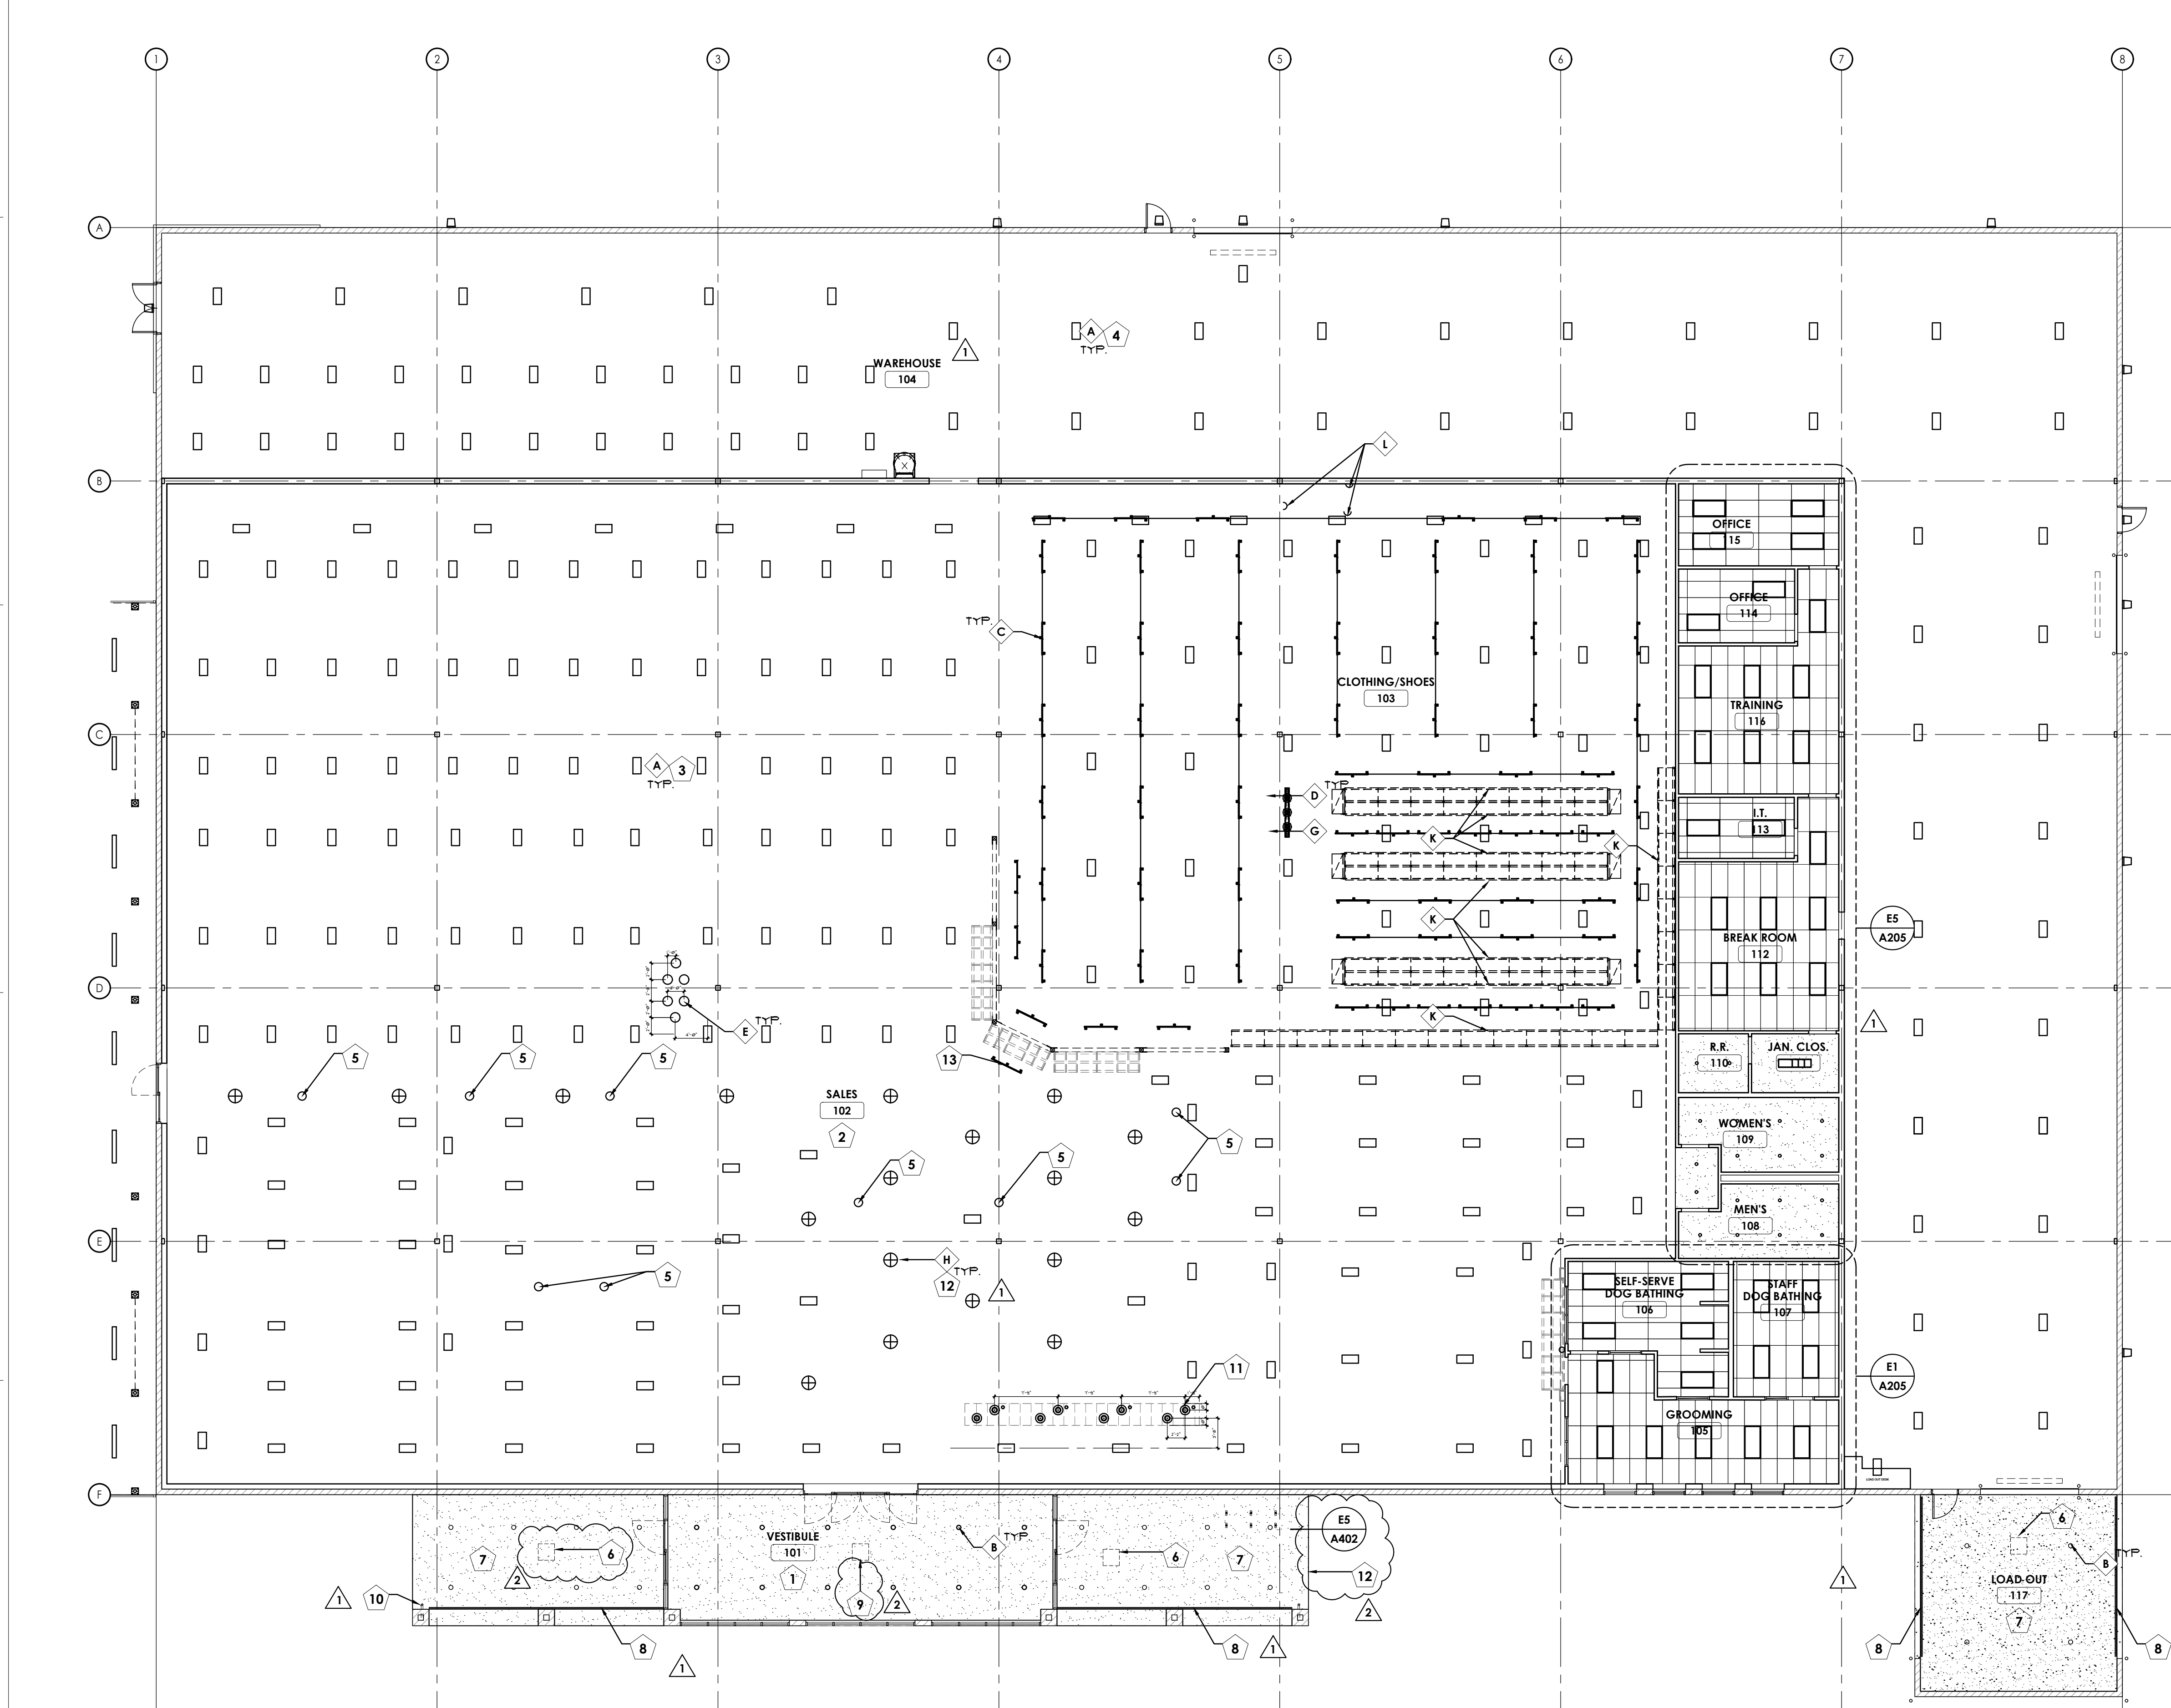 1
2
3
4
5
6
7
8
A
B
C
D
E
F
A
4
TYP.
1
WAREHOUSE
104
X
L
OFFICE
115
OFFICE
114
TYP.
C
CLOTHING/SHOES
103
TRAINING
116
A
3
TYP.
D
TYP.
G
K
K
I.T.
113
K
E5
A205
BREAK ROOM
112
E
TYP.
K
1
5
5
5
13
R.R.
110
JAN. CLOS.
SALES
102
2
5
5
5
WOMEN'S
109
MEN'S
108
H
TYP.
12
1
5
SELF-SERVE
DOG BATHING
106
STAFF
DOG BATHING
107
11
E1
A205
GROOMING
105
LOAD OUT DESK
VESTIBULE
101
1
B
TYP.
E5
A402
7
6
2
6
7
12
2
9
2
1
10
8
1
8
1
1
6
B
TYP.
LOAD-OUT
117
7
8
8